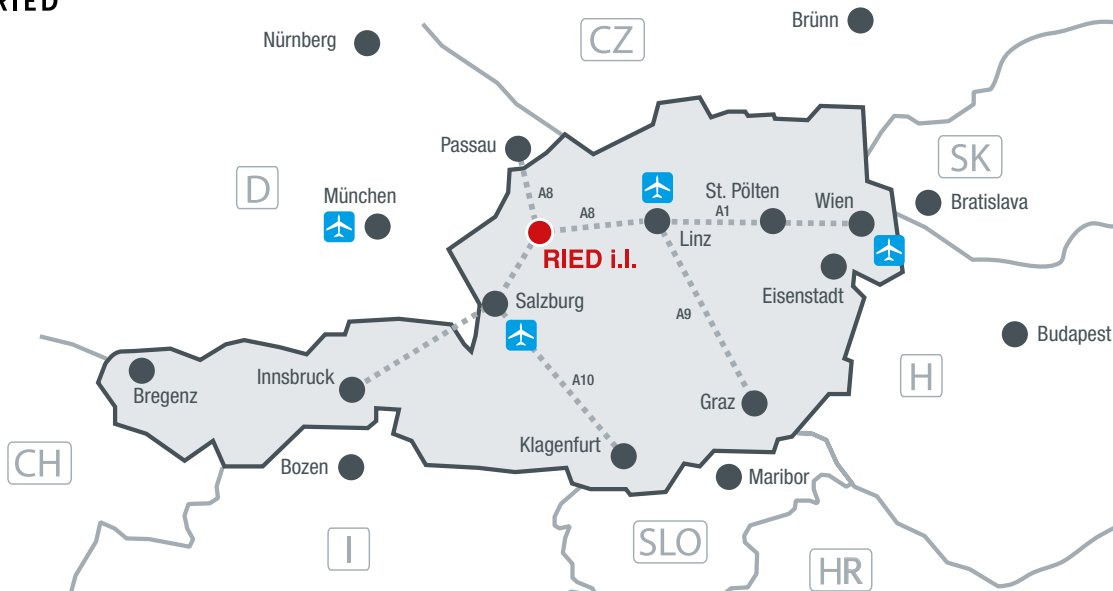 RIED
Brünn
Nürnberg
CZ
Passau
SK
D
München
A8
St. Pölten
Wien
Bratislava
A8
A1
Linz
RIED i.I.
Eisenstadt
Salzburg
A9
Budapest
Innsbruck
A10
H
Bregenz
Graz
Klagenfurt
CH
Bozen
Maribor
I
SLO
HR